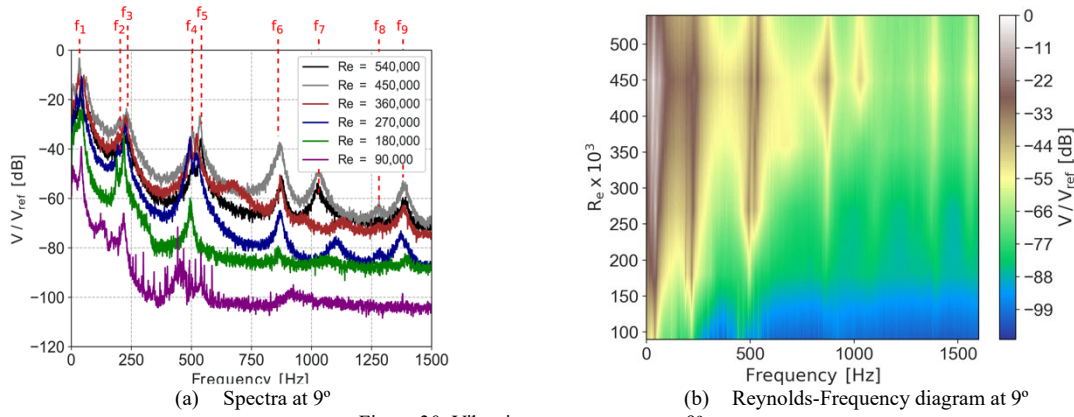 f₁ f₂ f₃ f₄ f₅ f₆ f₇ f₈ f₉
0
−20
−40
−60
−80
−100
−120
V / V_ref [dB]
Re = 540,000
Re = 450,000
Re = 360,000
Re = 270,000
Re = 180,000
Re = 90,000
0 250 500 750 1000 1250 1500
Frequency [Hz]
(a) Spectra at 9º
500
450
400
350
300
250
200
150
100
R_e x 10³
0 500 1000 1500
Frequency [Hz]
0
−11
−22
−33
−44
−55
−66
−77
−88
−99
V / V_ref [dB]
(b) Reynolds-Frequency diagram at 9º